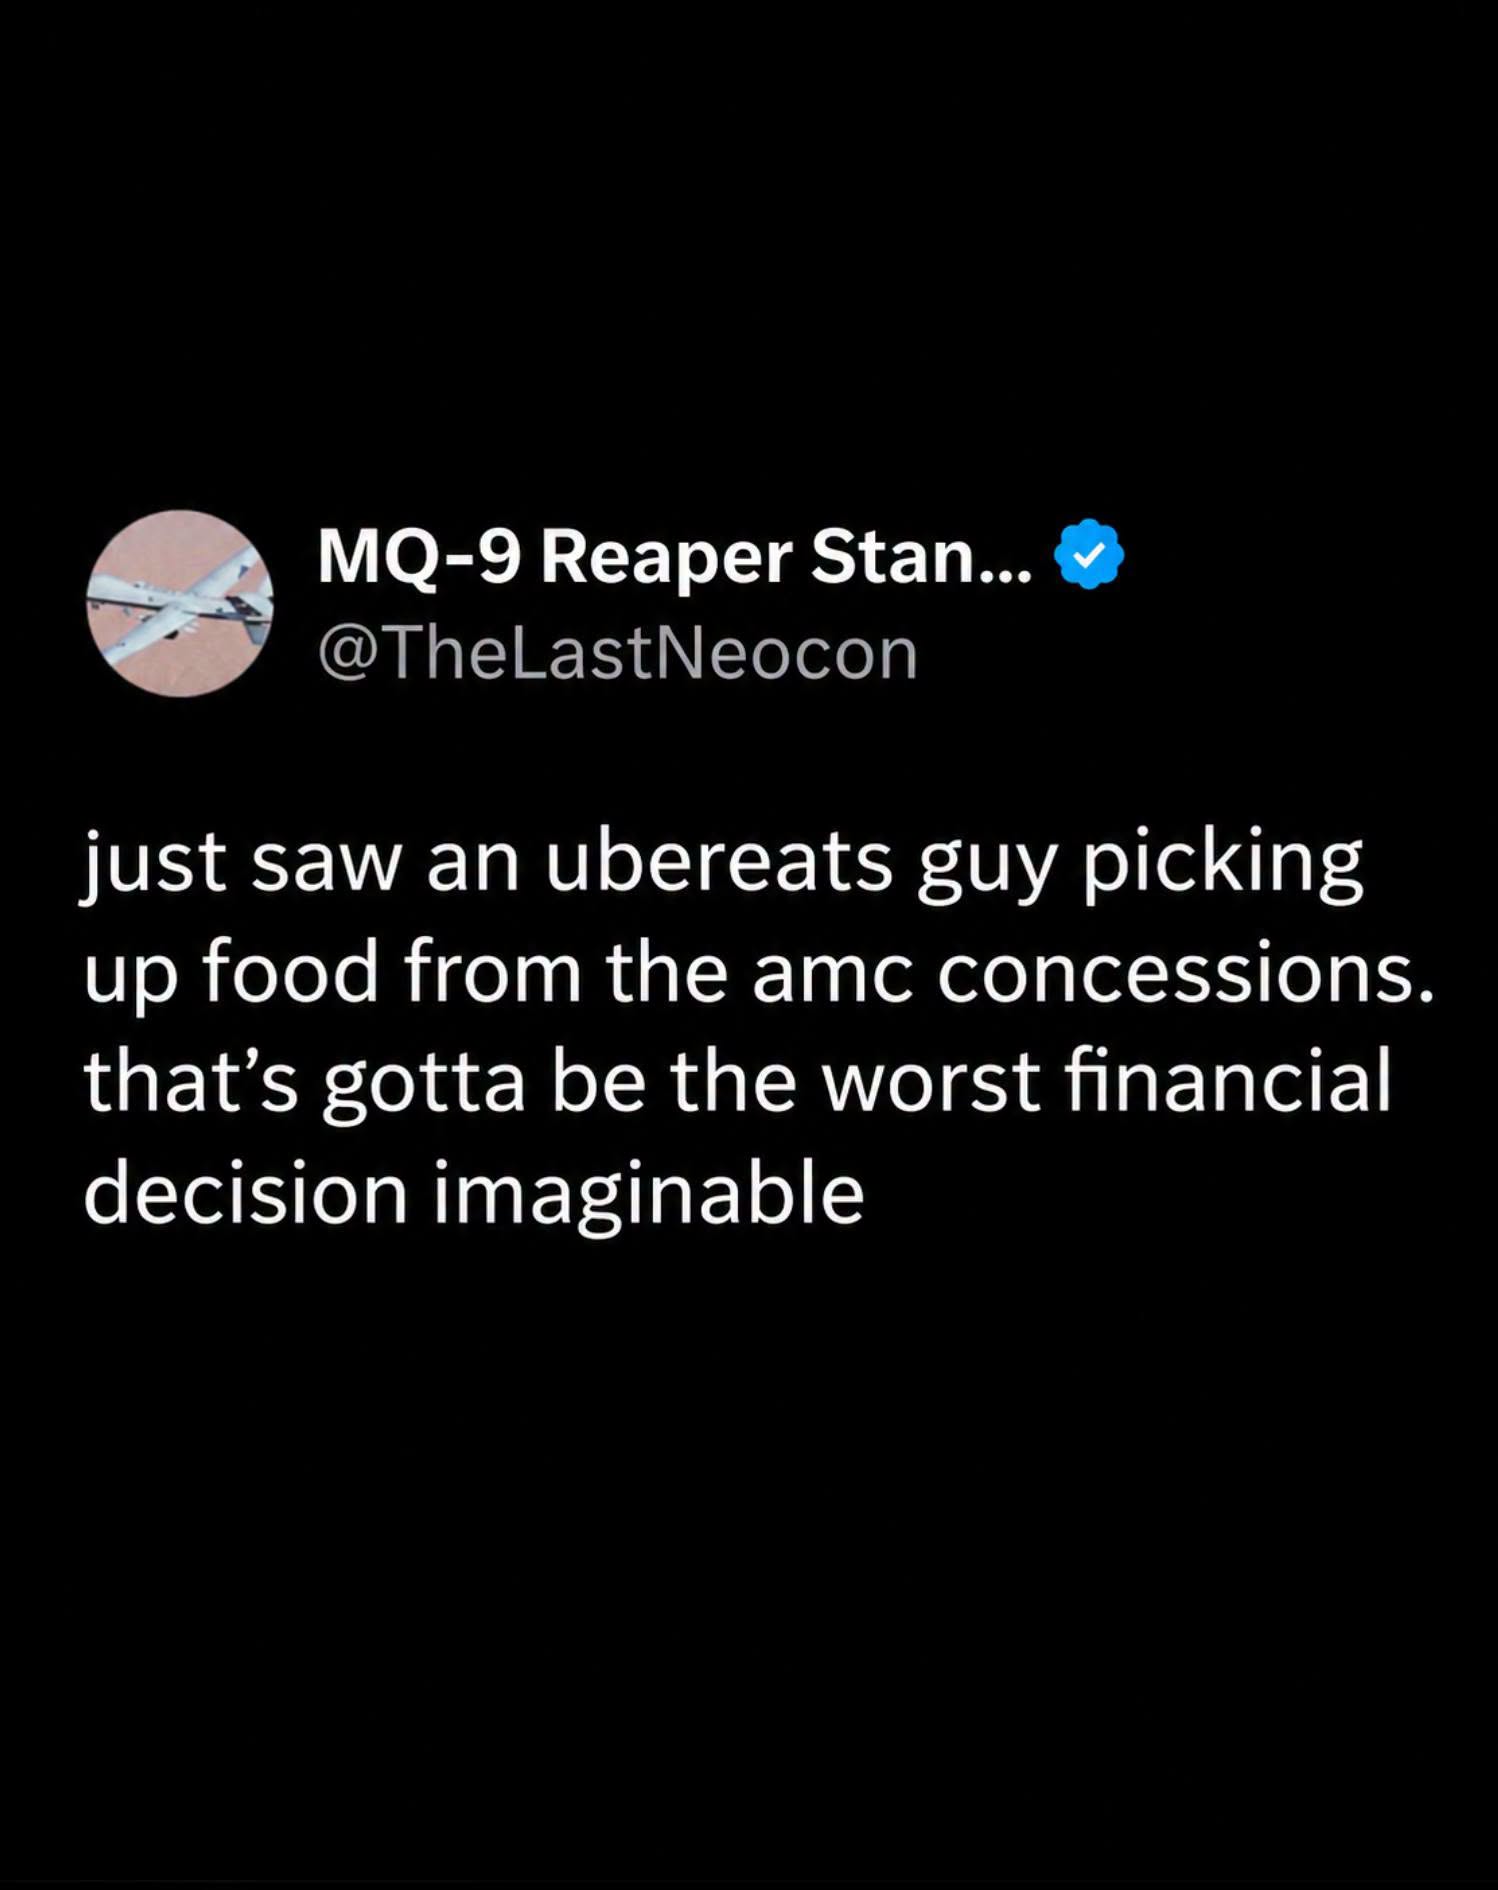 MQ-9 Reaper Stan...
@TheLastNeocon
just saw an ubereats guy picking
up food from the amc concessions.
that’s gotta be the worst financial
decision imaginable